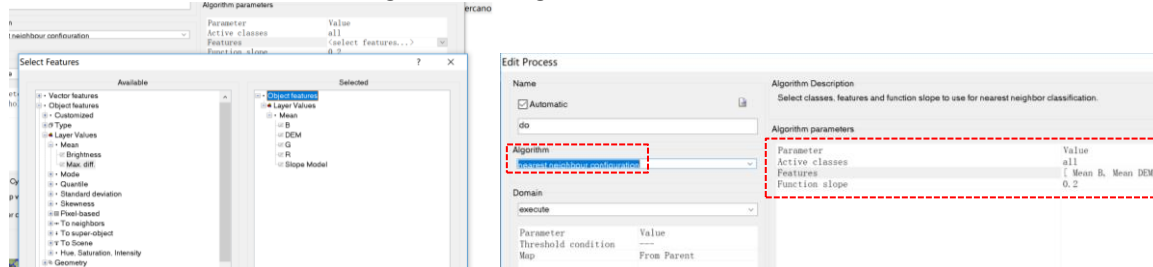 Algorithm parameters
ercano
Parameter Value
Active classes all
Features <select features...>
Function slope 0.2
t neighbour configuration
Select Features ? ×
Available Selected
Vector features
Object features
Customized
Type
Layer Values
Mean
Brightness
Max. diff.
Mode
Quantile
Standard deviation
Skewness
Pixel-based
To neighbors
To super-object
To Scene
Hue, Saturation, Intensity
Geometry
Object features
Layer Values
Mean
B
DEM
G
R
Slope Model
Edit Process
Name
Automatic
do
Algorithm
nearest neighbour configuration
Domain
execute
Parameter Value
Threshold condition ---
Map From Parent
Algorithm Description
Select classes, features and function slope to use for nearest neighbor classification.
Algorithm parameters
Parameter Value
Active classes all
Features [ Mean B, Mean DEM
Function slope 0.2